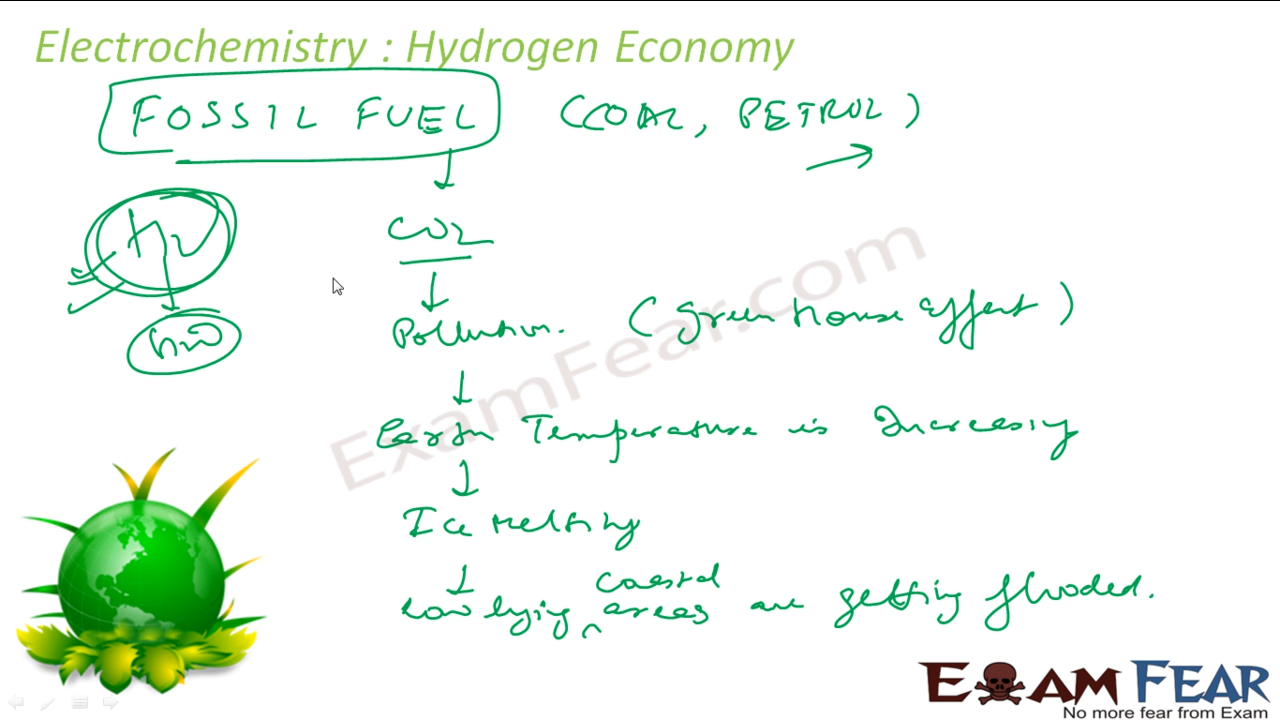 Electrochemistry : Hydrogen Economy
FOSSIL FUEL (COAL, PETROL)
H2
CO2
Pollution. (Green house Effect)
H2O
Earth Temperature is Increasing
Ice Melting
coastal
Low lying ^ areas are getting flooded.
ExamFear.com
EXAM FEAR
No more fear from Exam